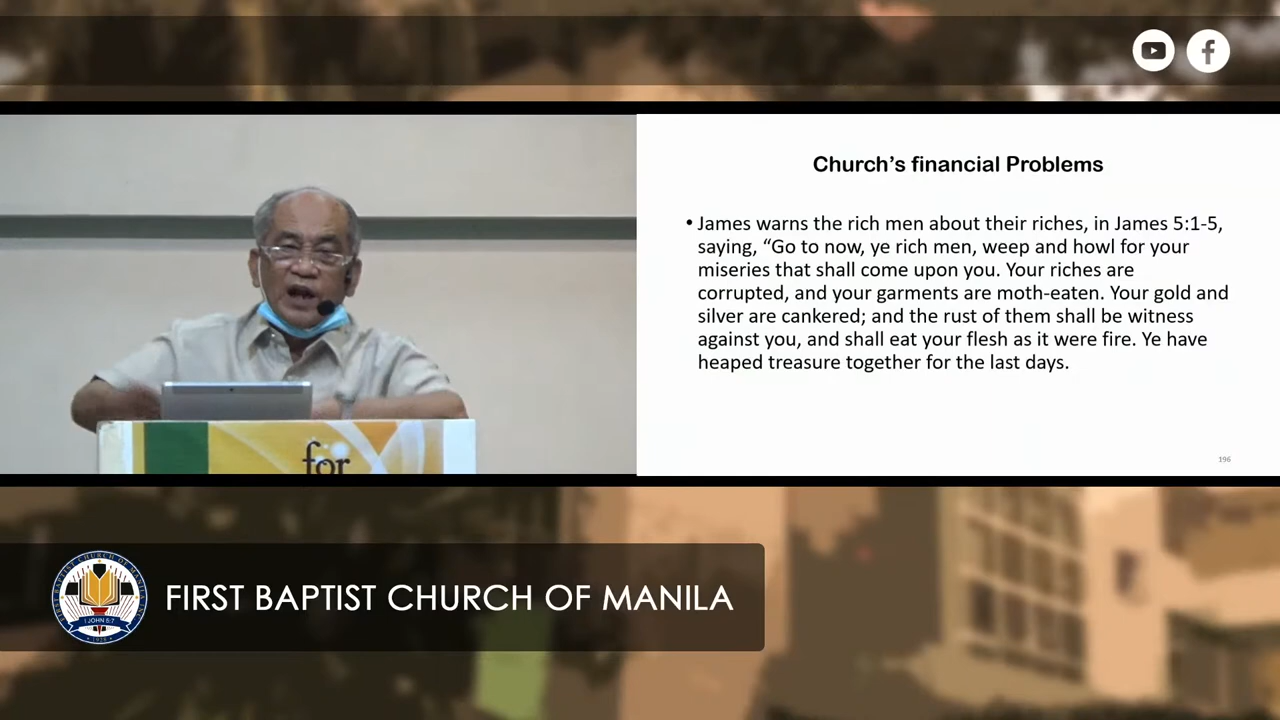 Church's financial Problems
• James warns the rich men about their riches, in James 5:1-5,
saying, “Go to now, ye rich men, weep and howl for your
miseries that shall come upon you. Your riches are
corrupted, and your garments are moth-eaten. Your gold and
silver are cankered; and the rust of them shall be witness
against you, and shall eat your flesh as it were fire. Ye have
heaped treasure together for the last days.
196
for
FIRST BAPTIST CHURCH OF MANILA
I JOHN 5:7